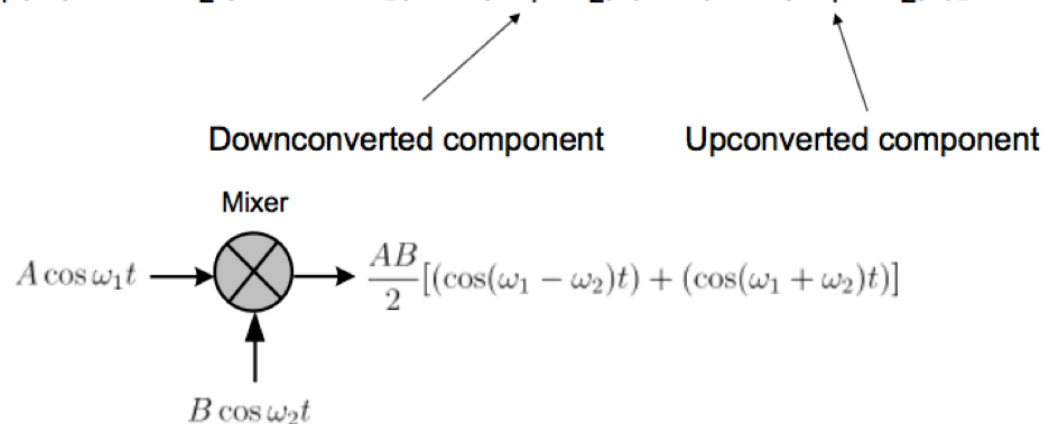 Downconverted component Upconverted component
Mixer
A cos ω₁t
AB/2 [(cos(ω₁ − ω₂)t) + (cos(ω₁ + ω₂)t)]
B cos ω₂t